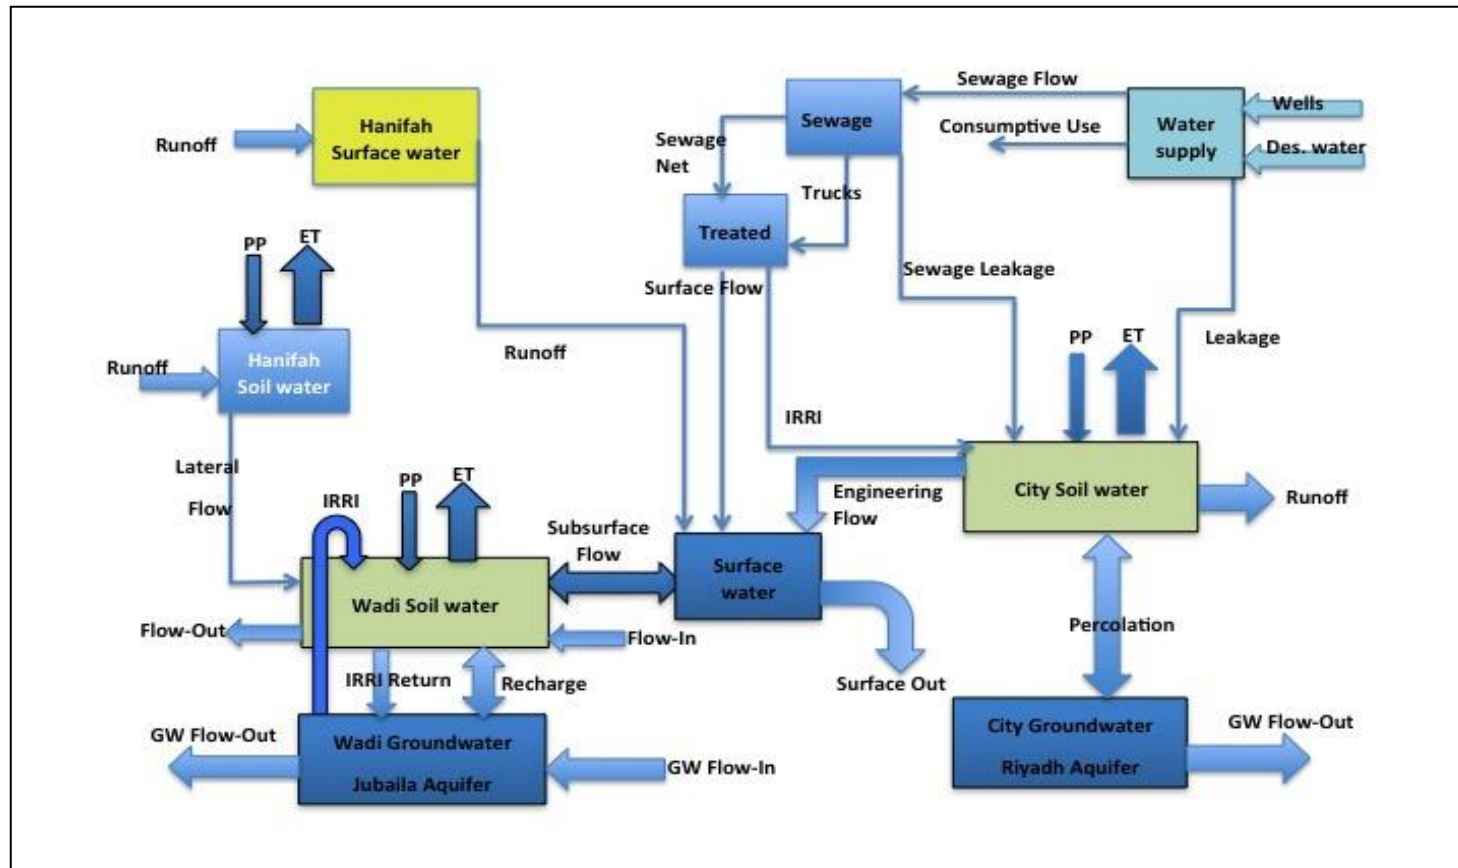 Sewage Flow
Wells
Consumptive Use
Water
supply
Des. water
Hanifah
Surface water
Runoff
Sewage
Sewage
Net
Trucks
Treated
PP
ET
Surface Flow
Sewage Leakage
Runoff
Leakage
PP
ET
Hanifah
Soil water
Runoff
IRRI
Lateral
Flow
IRRI
PP
ET
Subsurface
Flow
Engineering
Flow
City Soil water
Runoff
Surface
water
Wadi Soil water
Flow-Out
Flow-In
Percolation
IRRI Return
Recharge
Surface Out
GW Flow-Out
Wadi Groundwater
Jubaila Aquifer
GW Flow-In
City Groundwater
Riyadh Aquifer
GW Flow-Out